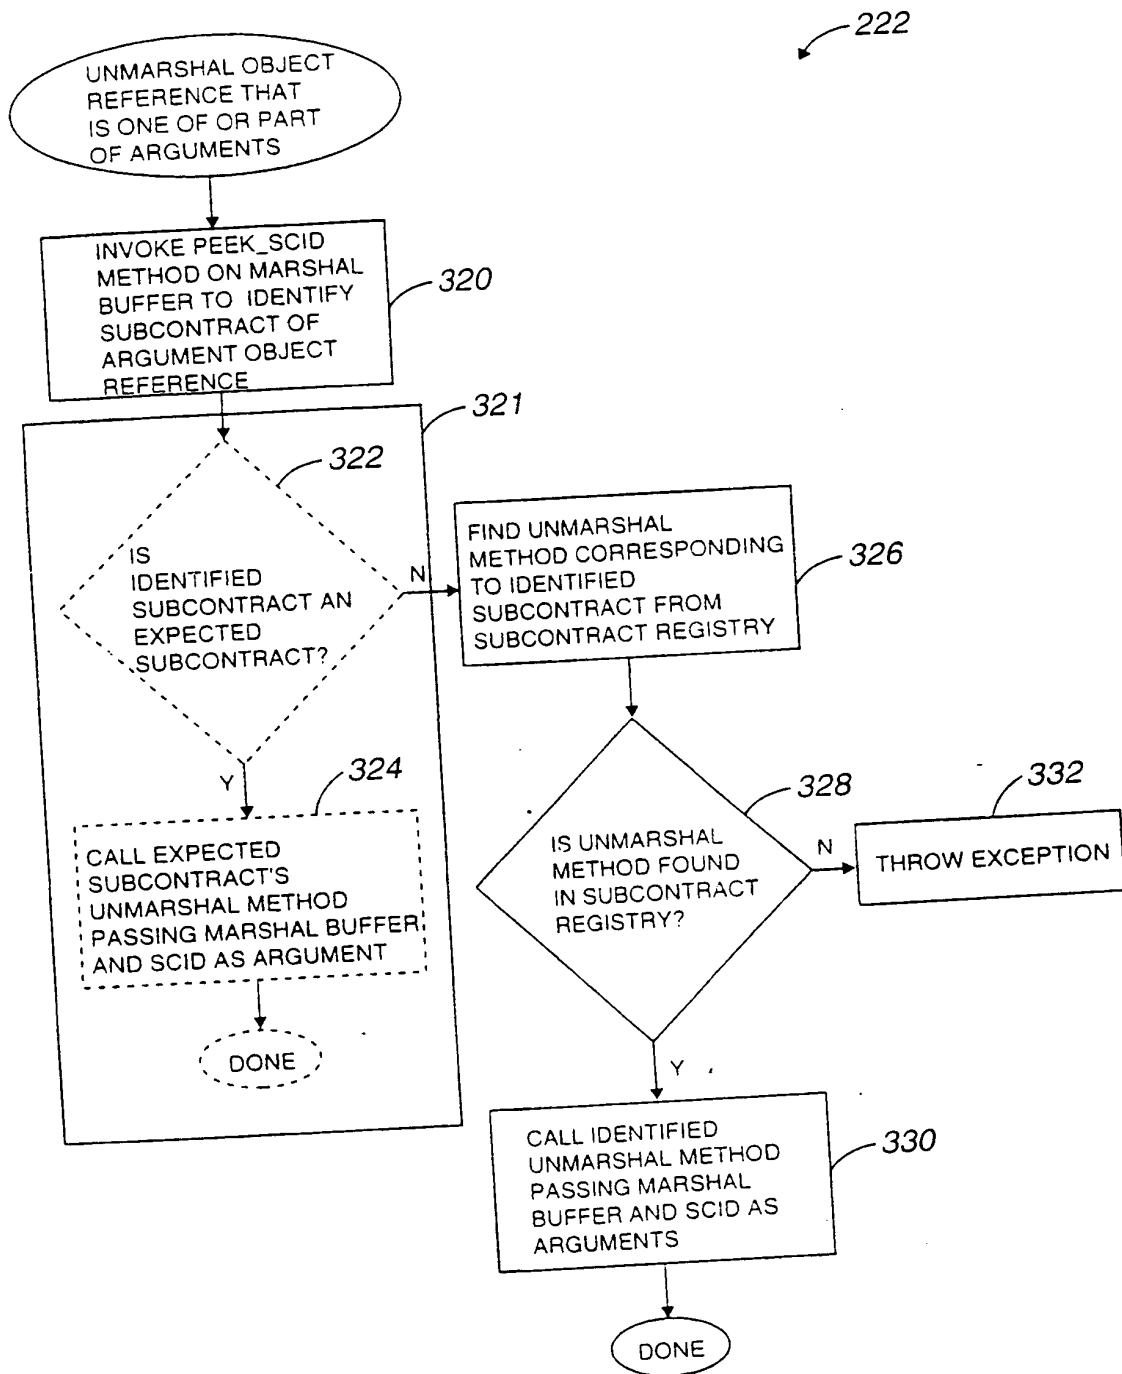 222
UNMARSHAL OBJECT
REFERENCE THAT
IS ONE OF OR PART
OF ARGUMENTS
INVOKE PEEK_SCID
METHOD ON MARSHAL
BUFFER TO IDENTIFY
SUBCONTRACT OF
ARGUMENT OBJECT
REFERENCE
320
321
322
IS
IDENTIFIED
SUBCONTRACT AN
EXPECTED
SUBCONTRACT?
N
FIND UNMARSHAL
METHOD CORRESPONDING
TO IDENTIFIED
SUBCONTRACT FROM
SUBCONTRACT REGISTRY
326
Y
324
CALL EXPECTED
SUBCONTRACT'S
UNMARSHAL METHOD
PASSING MARSHAL BUFFER
AND SCID AS ARGUMENT
DONE
328
IS UNMARSHAL
METHOD FOUND
IN SUBCONTRACT
REGISTRY?
N
332
THROW EXCEPTION
Y
CALL IDENTIFIED
UNMARSHAL METHOD
PASSING MARSHAL
BUFFER AND SCID AS
ARGUMENTS
330
DONE